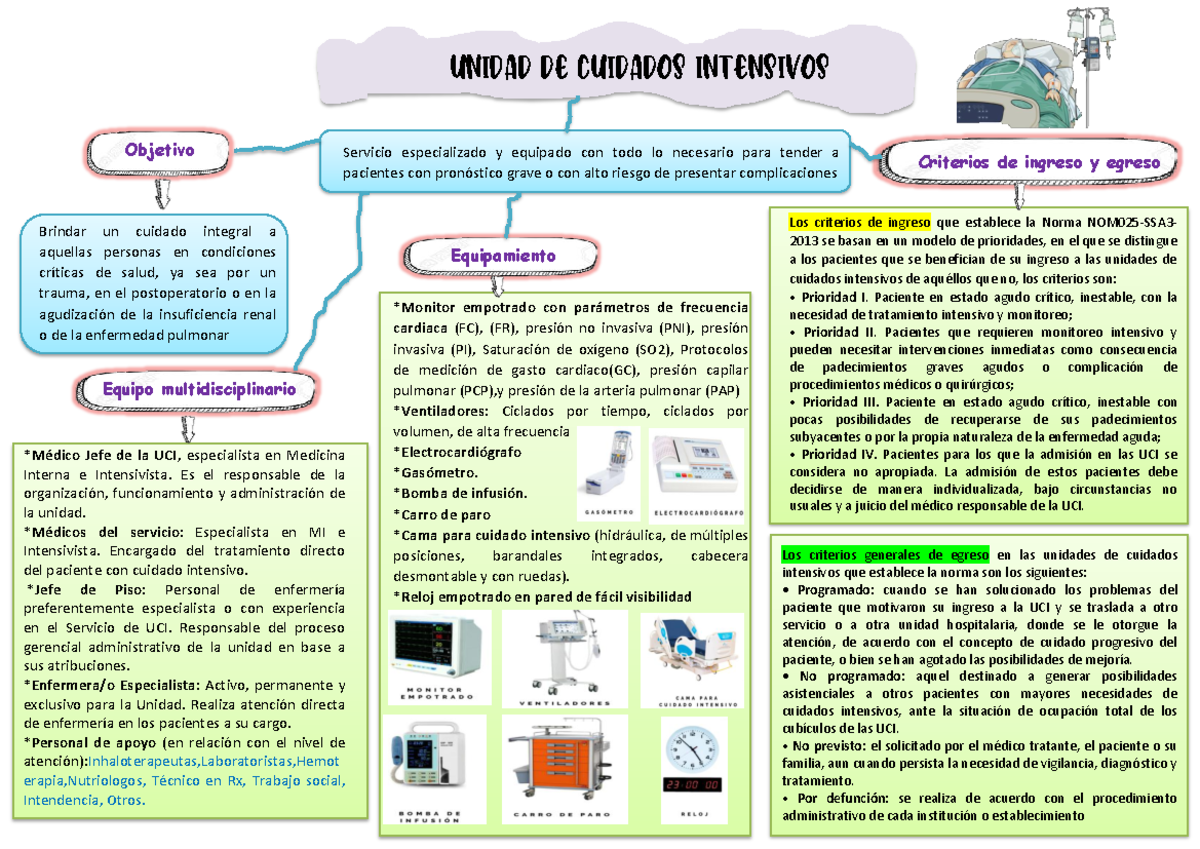 UNIDAD DE CUIDADOS INTENSIVOS
Servicio especializado y equipado con todo lo necesario para tender a
pacientes con pronóstico grave o con alto riesgo de presentar complicaciones
Objetivo
Brindar un cuidado integral a
aquellas personas en condiciones
críticas de salud, ya sea por un
trauma, en el postoperatorio o en la
agudización de la insuficiencia renal
o de la enfermedad pulmonar
Equipo multidisciplinario
*Médico Jefe de la UCI, especialista en Medicina
Interna e Intensivista. Es el responsable de la
organización, funcionamiento y administración de
la unidad.
*Médicos del servicio: Especialista en MI e
Intensivista. Encargado del tratamiento directo
del paciente con cuidado intensivo.
*Jefe de Piso: Personal de enfermería
preferentemente especialista o con experiencia
en el Servicio de UCI. Responsable del proceso
gerencial administrativo de la unidad en base a
sus atribuciones.
*Enfermera/o Especialista: Activo, permanente y
exclusivo para la Unidad. Realiza atención directa
de enfermería en los pacientes a su cargo.
*Personal de apoyo (en relación con el nivel de
atención):Inhaloterapeutas,Laboratoristas,Hemot
erapia,Nutriologos, Técnico en Rx, Trabajo social,
Intendencia, Otros.
Equipamiento
*Monitor empotrado con parámetros de frecuencia
cardiaca (FC), (FR), presión no invasiva (PNI), presión
invasiva (PI), Saturación de oxígeno (SO2), Protocolos
de medición de gasto cardiaco(GC), presión capilar
pulmonar (PCP),y presión de la arteria pulmonar (PAP)
*Ventiladores: Ciclados por tiempo, ciclados por
volumen, de alta frecuencia
*Electrocardiógrafo
*Gasómetro.
*Bomba de infusión.
*Carro de paro
*Cama para cuidado intensivo (hidráulica, de múltiples
posiciones, barandales integrados, cabecera
desmontable y con ruedas).
*Reloj empotrado en pared de fácil visibilidad
GASÓMETRO
ELECTROCARDIÓGRAFO
MONITOR
EMPOTRADO
VENTILADORES
CAMA PARA
CUIDADO INTENSIVO
BOMBA DE
INFUSIÓN
CARRO DE PARO
23:00:00
RELOJ
Criterios de ingreso y egreso
Los criterios de ingreso que establece la Norma NOM025-SSA3-
2013 se basan en un modelo de prioridades, en el que se distingue
a los pacientes que se benefician de su ingreso a las unidades de
cuidados intensivos de aquéllos que no, los criterios son:
• Prioridad I. Paciente en estado agudo crítico, inestable, con la
necesidad de tratamiento intensivo y monitoreo;
• Prioridad II. Pacientes que requieren monitoreo intensivo y
pueden necesitar intervenciones inmediatas como consecuencia
de padecimientos graves agudos o complicación de
procedimientos médicos o quirúrgicos;
• Prioridad III. Paciente en estado agudo crítico, inestable con
pocas posibilidades de recuperarse de sus padecimientos
subyacentes o por la propia naturaleza de la enfermedad aguda;
• Prioridad IV. Pacientes para los que la admisión en las UCI se
considera no apropiada. La admisión de estos pacientes debe
decidirse de manera individualizada, bajo circunstancias no
usuales y a juicio del médico responsable de la UCI.
Los criterios generales de egreso en las unidades de cuidados
intensivos que establece la norma son los siguientes:
• Programado: cuando se han solucionado los problemas del
paciente que motivaron su ingreso a la UCI y se traslada a otro
servicio o a otra unidad hospitalaria, donde se le otorgue la
atención, de acuerdo con el concepto de cuidado progresivo del
paciente, o bien se han agotado las posibilidades de mejoría.
• No programado: aquel destinado a generar posibilidades
asistenciales a otros pacientes con mayores necesidades de
cuidados intensivos, ante la situación de ocupación total de los
cubículos de las UCI.
• No previsto: el solicitado por el médico tratante, el paciente o su
familia, aun cuando persista la necesidad de vigilancia, diagnóstico y
tratamiento.
• Por defunción: se realiza de acuerdo con el procedimiento
administrativo de cada institución o establecimiento